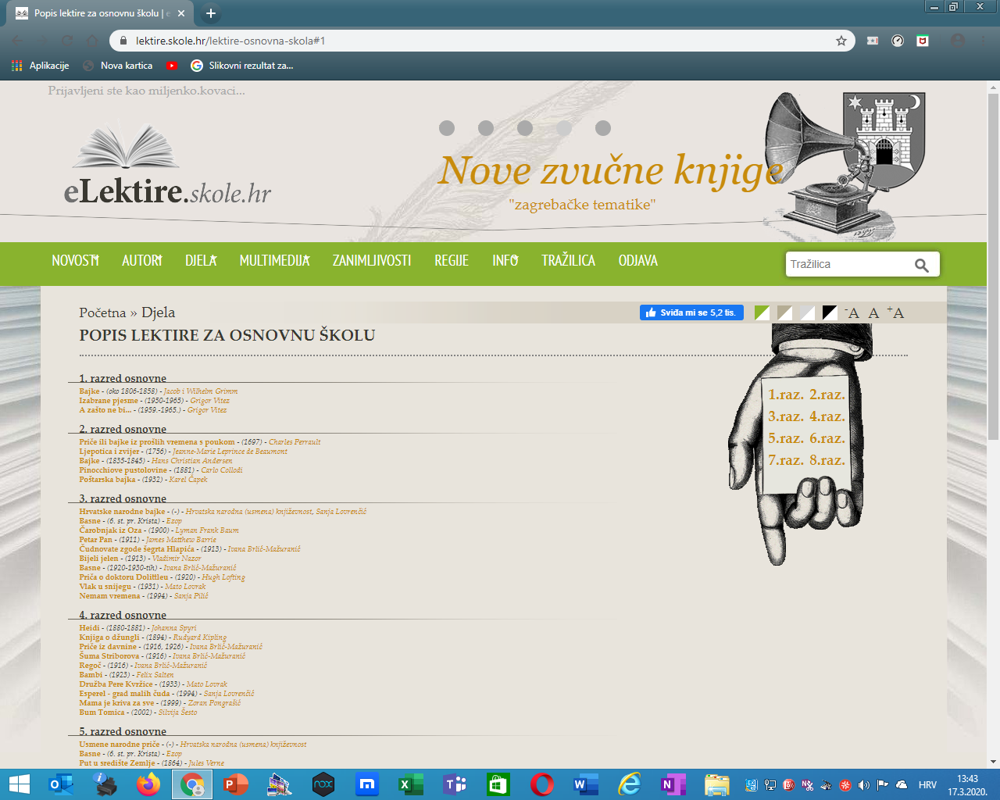 Popis lektire za osnovnu školu | e
lektire.skole.hr/lektire-osnovna-skola#1
Aplikacije
Nova kartica
Slikovni rezultat za...
Prijavljeni ste kao miljenko.kovaci...
eLektire.skole.hr
Nove zvučne knjige
"zagrebačke tematike"
NOVOSTI AUTORI DJELA MULTIMEDIJA ZANIMLJIVOSTI REGIJE INFO TRAŽILICA ODJAVA
Tražilica
Početna » Djela
Sviđa mi se 5,2 tis.
-A A +A
POPIS LEKTIRE ZA OSNOVNU ŠKOLU
1.raz. 2.raz.
3.raz. 4.raz.
5.raz. 6.raz.
7.raz. 8.raz.
1. razred osnovne
Bajke - (oko 1806-1858) - Jacob i Wilhelm Grimm
Izabrane pjesme - (1950-1965) - Grigor Vitez
A zašto ne bi... - (1959.-1965.) - Grigor Vitez
2. razred osnovne
Priče ili bajke iz prošlih vremena s poukom - (1697) - Charles Perrault
Ljepotica i zvijer - (1756) - Jeanne-Marie Leprince de Beaumont
Bajke - (1835-1845) - Hans Christian Andersen
Pinocchiove pustolovine - (1881) - Carlo Collodi
Poštarska bajka - (1932) - Karel Čapek
3. razred osnovne
Hrvatske narodne bajke - (-) - Hrvatska narodna (usmena) književnost, Sanja Lovrenčić
Basne - (6. st. pr. Krista) - Ezop
Čarobnjak iz Oza - (1900) - Lyman Frank Baum
Petar Pan - (1911) - James Matthew Barrie
Čudnovate zgode šegrta Hlapića - (1913) - Ivana Brlić-Mažuranić
Bijeli jelen - (1913) - Vladimir Nazor
Basne - (1920-1930-tih) - Ivana Brlić-Mažuranić
Priča o doktoru Dolittleu - (1920) - Hugh Lofting
Vlak u snijegu - (1931) - Mato Lovrak
Nemam vremena - (1994) - Sanja Pilić
4. razred osnovne
Heidi - (1880-1881) - Johanna Spyri
Knjiga o džungli - (1894) - Rudyard Kipling
Priče iz davnine - (1916, 1926) - Ivana Brlić-Mažuranić
Šuma Striborova - (1916) - Ivana Brlić-Mažuranić
Regoč - (1916) - Ivana Brlić-Mažuranić
Bambi - (1923) - Felix Salten
Družba Pere Kvržice - (1933) - Mato Lovrak
Esperel - grad malih čuda - (1994) - Sanja Lovrenčić
Mama je kriva za sve - (1999) - Zoran Pongrašić
Bum Tomica - (2002) - Silvija Šesto
5. razred osnovne
Usmene narodne priče - (-) - Hrvatska narodna (usmena) književnost
Basne - (6. st. pr. Krista) - Ezop
Put u središte Zemlje - (1864) - Jules Verne
nox
HRV
13:43
17.3.2020.